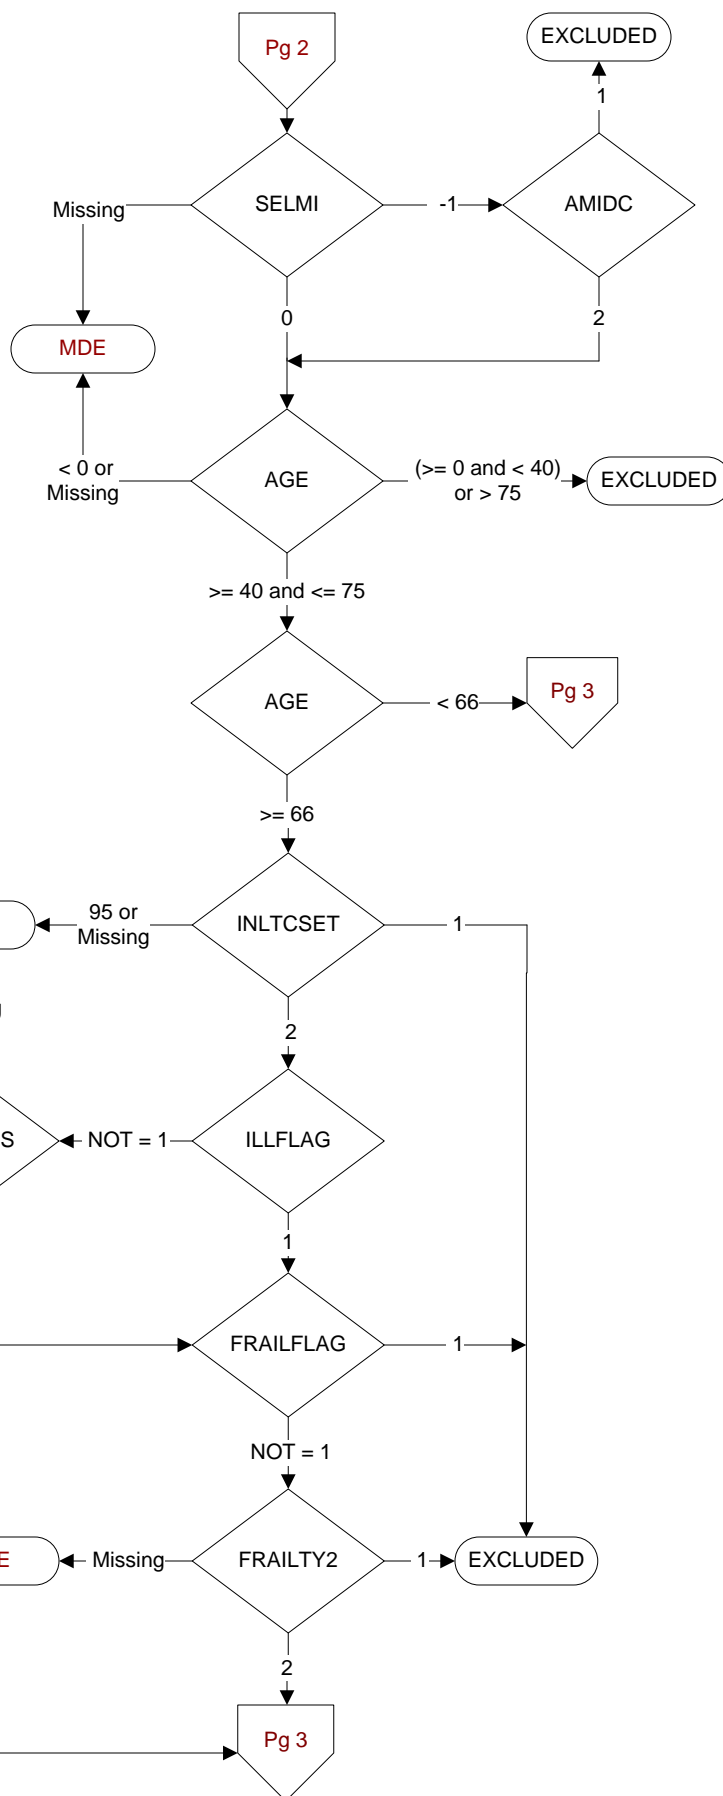 Pg 2
EXCLUDED
1
SELMI
-1
AMIDC
Missing
0
2
MDE
AGE
< 0 or
Missing
(>= 0 and < 40)
or > 75
EXCLUDED
>= 40 and <= 75
AGE
< 66
Pg 3
>= 66
INLTCSET
95 or
Missing
1
2
S
NOT = 1
ILLFLAG
1
FRAILFLAG
1
NOT = 1
E
Missing
FRAILTY2
1
EXCLUDED
2
Pg 3